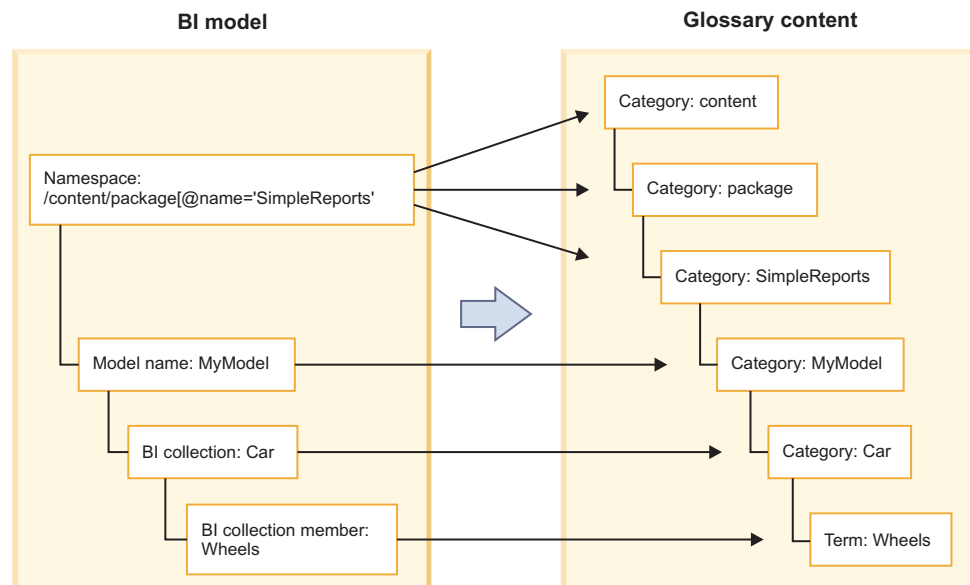 BI model
Namespace:
/content/package[@name='SimpleReports'
Model name: MyModel
BI collection: Car
BI collection member:
Wheels
Glossary content
Category: content
Category: package
Category: SimpleReports
Category: MyModel
Category: Car
Term: Wheels